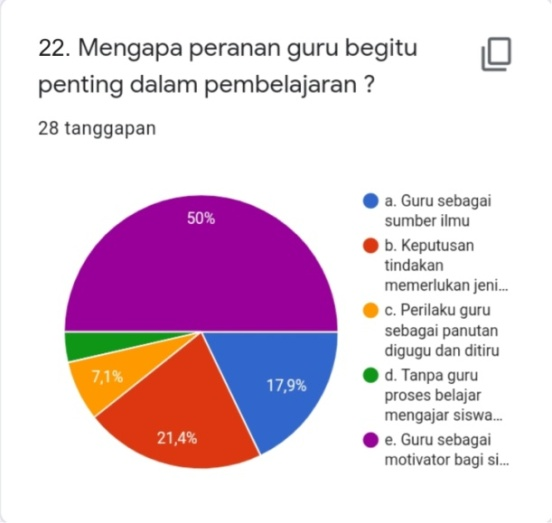 22. Mengapa peranan guru begitu
penting dalam pembelajaran ?
28 tanggapan
50%
7,1%
17,9%
21,4%
a. Guru sebagai
sumber ilmu
b. Keputusan
tindakan
memerlukan jeni...
c. Perilaku guru
sebagai panutan
digugu dan ditiru
d. Tanpa guru
proses belajar
mengajar siswa...
e. Guru sebagai
motivator bagi si...